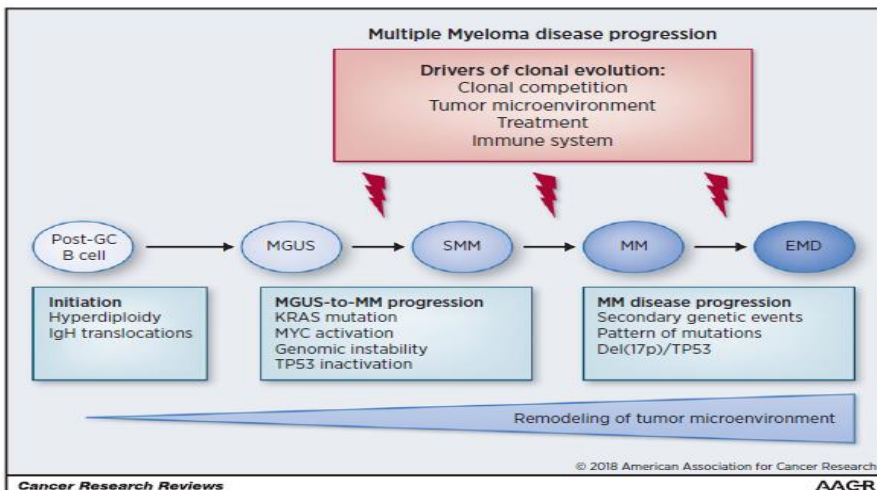 Multiple Myeloma disease progression
Drivers of clonal evolution:
Clonal competition
Tumor microenvironment
Treatment
Immune system
Post-GC
B cell
MGUS
SMM
MM
EMD
Initiation
Hyperdiploidy
IgH translocations
MGUS-to-MM progression
KRAS mutation
MYC activation
Genomic instability
TP53 inactivation
MM disease progression
Secondary genetic events
Pattern of mutations
Del(17p)/TP53
Remodeling of tumor microenvironment
© 2018 American Association for Cancer Research
Cancer Research Reviews
AACR